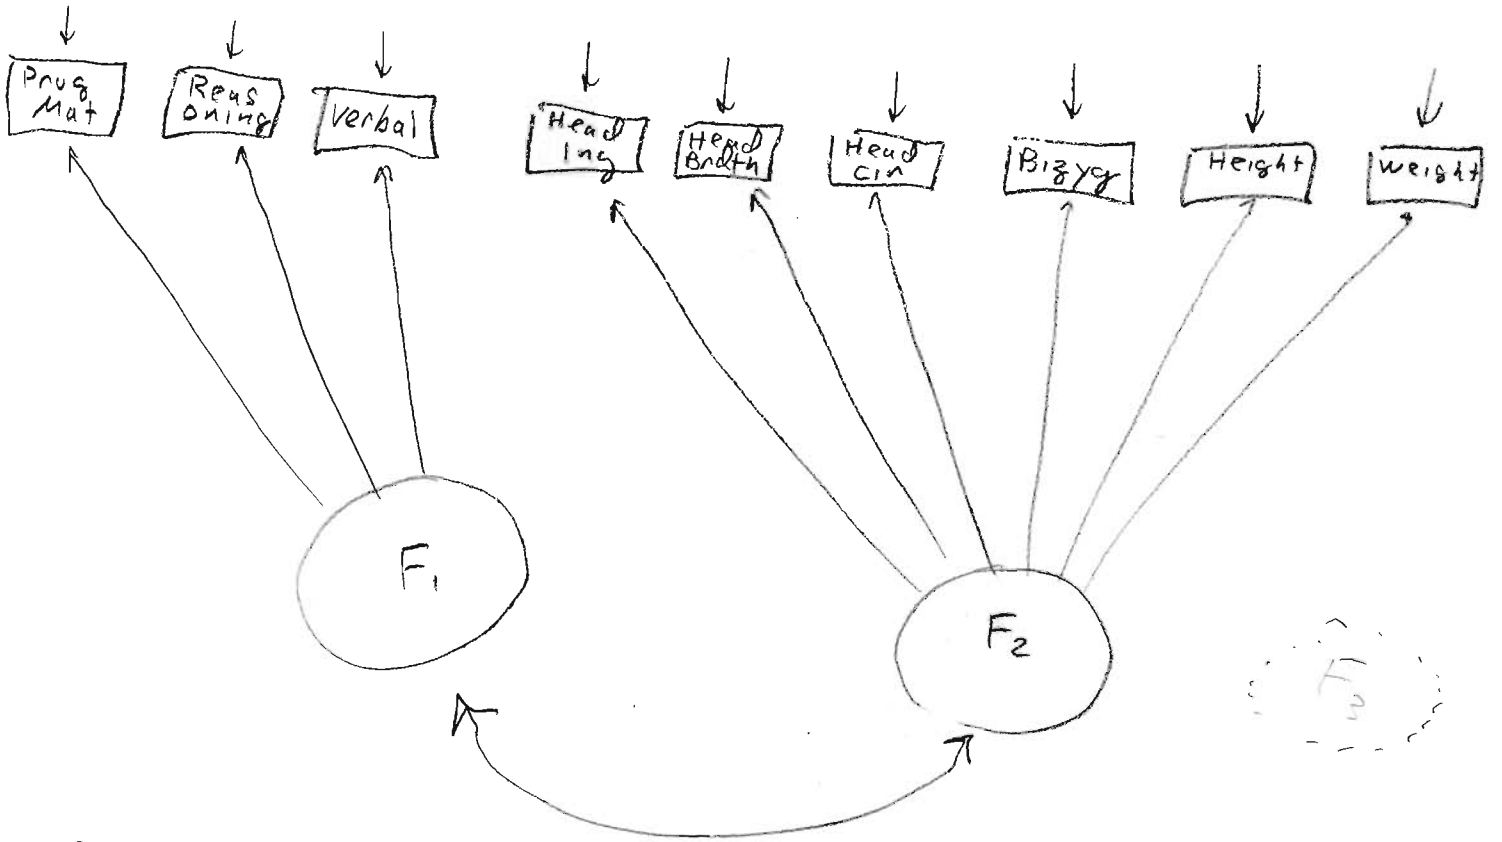 Prog
Mat
Reas
oning
Verbal
Head
lng
Head
Brdth
Head
cir
Bizyg
Height
Weight
F1
F2
F3